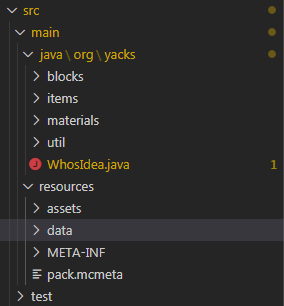 src
main
java\org\yacks
blocks
items
materials
util
WhosIdea.java 1
resources
assets
data
META-INF
pack.mcmeta
test